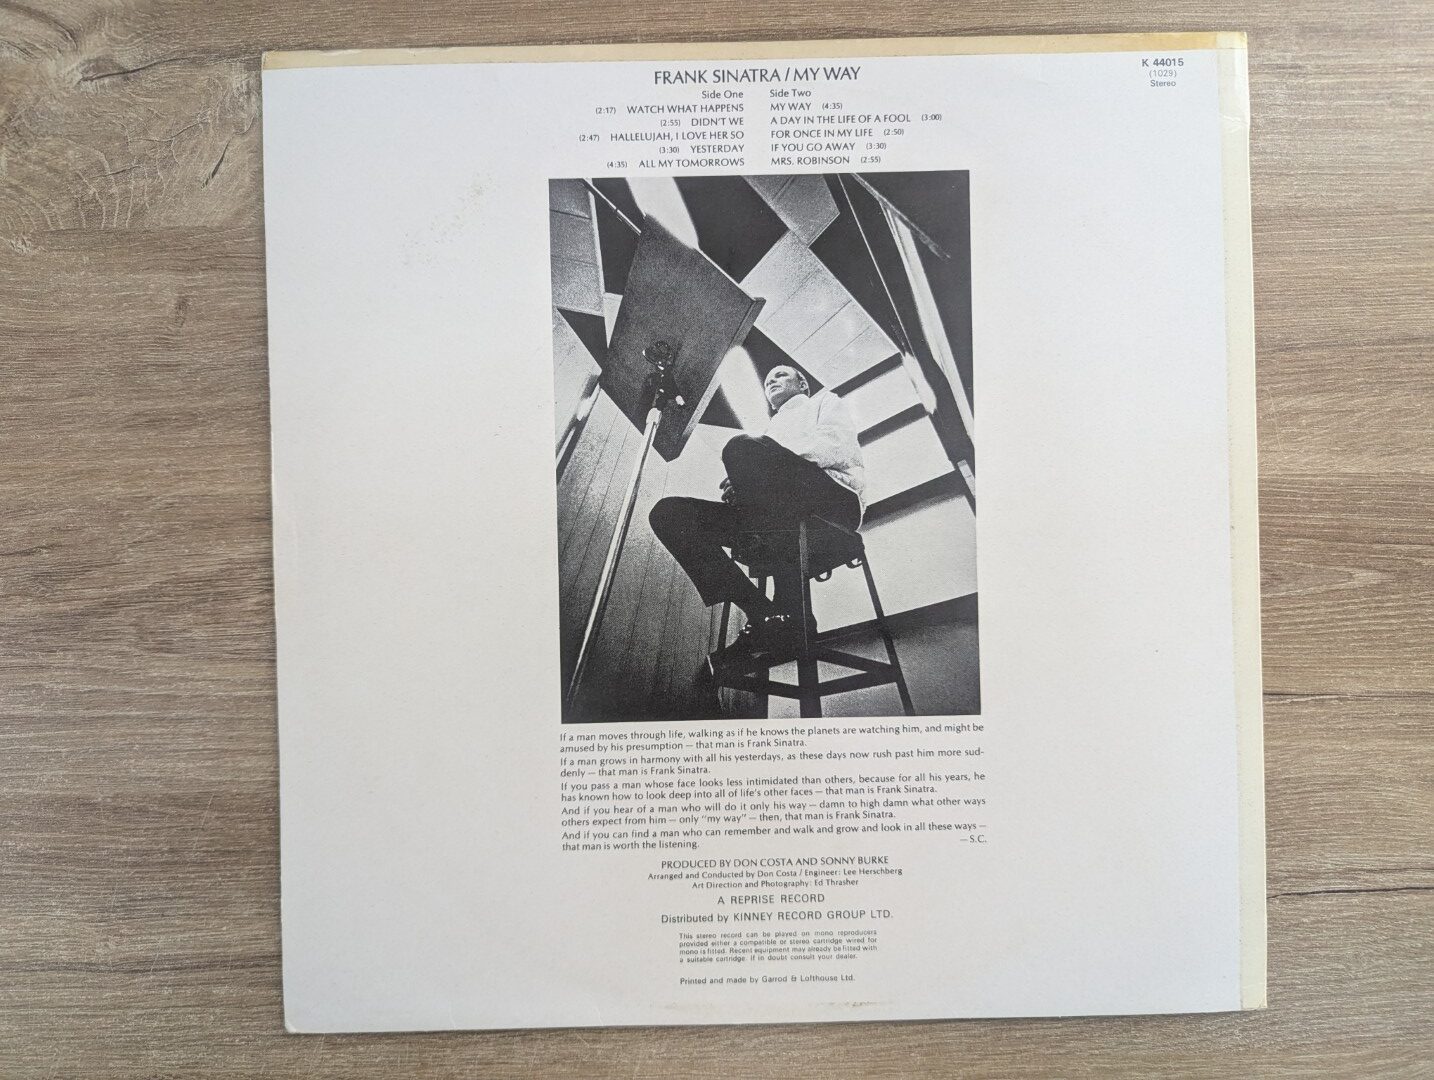 FRANK SINATRA / MY WAY
K 44015
(1029)
Stereo
Side One
(2:17) WATCH WHAT HAPPENS
(2:55) DIDN'T WE
(2:47) HALLELUJAH, I LOVE HER SO
(3:30) YESTERDAY
(4:35) ALL MY TOMORROWS
Side Two
MY WAY (4:35)
A DAY IN THE LIFE OF A FOOL (3:00)
FOR ONCE IN MY LIFE (2:50)
IF YOU GO AWAY (3:30)
MRS. ROBINSON (2:55)
If a man moves through life, walking as if he knows the planets are watching him, and might be
amused by his presumption — that man is Frank Sinatra.
If a man grows in harmony with all his yesterdays, as these days now rush past him more sud-
denly — that man is Frank Sinatra.
If you pass a man whose face looks less intimidated than others, because for all his years, he
has known how to look deep into all of life's other faces — that man is Frank Sinatra.
And if you hear of a man who will do it only his way — damn to high damn what other ways
others expect from him — only "my way" — then, that man is Frank Sinatra.
And if you can find a man who can remember and walk and grow and look in all these ways —
that man is worth the listening. — S.C.
PRODUCED BY DON COSTA AND SONNY BURKE
Arranged and Conducted by Don Costa / Engineer: Lee Herschberg
Art Direction and Photography: Ed Thrasher
A REPRISE RECORD
Distributed by KINNEY RECORD GROUP LTD.
This stereo record can be played on mono reproducers
provided either a compatible or stereo cartridge wired for
mono is fitted. Recent equipment may already be fitted with
a suitable cartridge. If in doubt consult your dealer.
Printed and made by Garrod & Lofthouse Ltd.